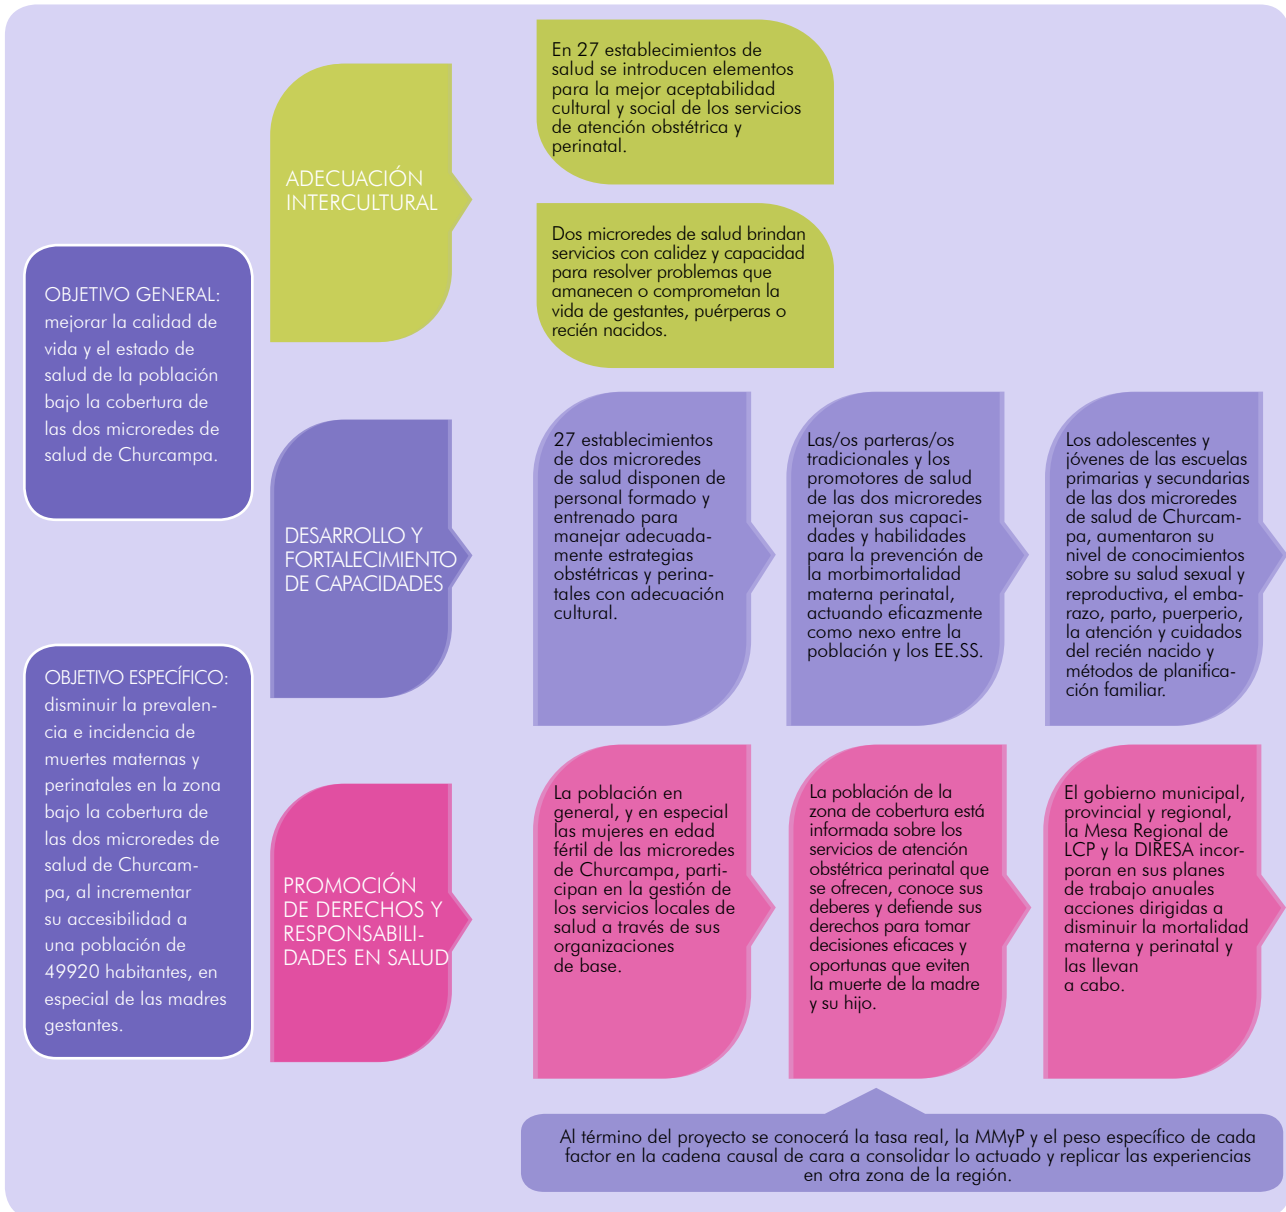 OBJETIVO GENERAL:
mejorar la calidad de
vida y el estado de
salud de la población
bajo la cobertura de
las dos microredes de
salud de Churcampa.
OBJETIVO ESPECÍFICO:
disminuir la prevalen-
cia e incidencia de
muertes maternas y
perinatales en la zona
bajo la cobertura de
las dos microredes de
salud de Churcam-
pa, al incrementar
su accesibilidad a
una población de
49920 habitantes, en
especial de las madres
gestantes.
ADECUACIÓN
INTERCULTURAL
En 27 establecimientos de
salud se introducen elementos
para la mejor aceptabilidad
cultural y social de los servicios
de atención obstétrica y
perinatal.
Dos microredes de salud brindan
servicios con calidez y capacidad
para resolver problemas que
amanecen o comprometan la
vida de gestantes, puérperas o
recién nacidos.
DESARROLLO Y
FORTALECIMIENTO
DE CAPACIDADES
27 establecimientos
de dos microredes
de salud disponen de
personal formado y
entrenado para
manejar adecuada-
mente estrategias
obstétricas y perina-
tales con adecuación
cultural.
Las/os parteras/os
tradicionales y los
promotores de salud
de las dos microredes
mejoran sus capaci-
dades y habilidades
para la prevención de
la morbimortalidad
materna perinatal,
actuando eficazmente
como nexo entre la
población y los EE.SS.
Los adolescentes y
jóvenes de las escuelas
primarias y secundarias
de las dos microredes
de salud de Churcam-
pa, aumentaron su
nivel de conocimientos
sobre su salud sexual y
reproductiva, el emba-
razo, parto, puerperio,
la atención y cuidados
del recién nacido y
métodos de planifica-
ción familiar.
PROMOCIÓN
DE DERECHOS Y
RESPONSABILI-
DADES EN SALUD
La población en
general, y en especial
las mujeres en edad
fértil de las microredes
de Churcampa, parti-
cipan en la gestión de
los servicios locales de
salud a través de sus
organizaciones
de base.
La población de la
zona de cobertura está
informada sobre los
servicios de atención
obstétrica perinatal que
se ofrecen, conoce sus
deberes y defiende sus
derechos para tomar
decisiones eficaces y
oportunas que eviten
la muerte de la madre
y su hijo.
El gobierno municipal,
provincial y regional,
la Mesa Regional de
LCP y la DIRESA incor-
poran en sus planes
de trabajo anuales
acciones dirigidas a
disminuir la mortalidad
materna y perinatal y
las llevan
a cabo.
Al término del proyecto se conocerá la tasa real, la MMyP y el peso específico de cada
factor en la cadena causal de cara a consolidar lo actuado y replicar las experiencias
en otra zona de la región.